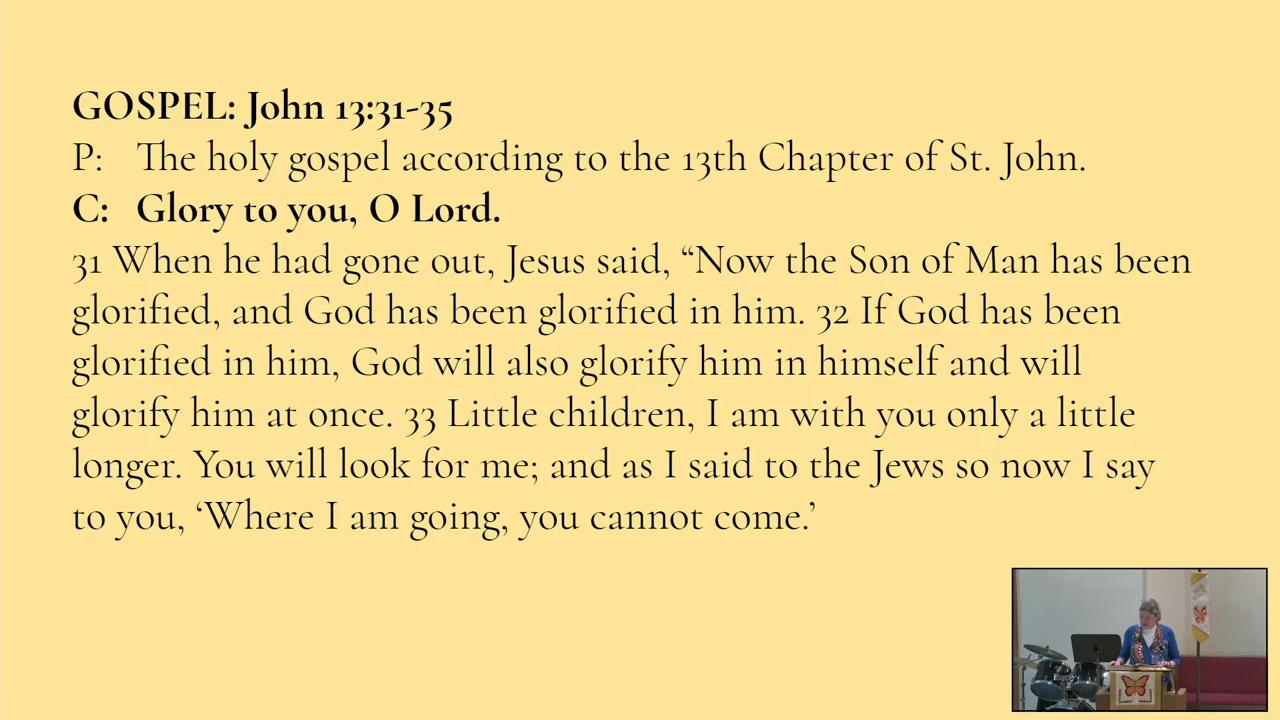 GOSPEL: John 13:31-35
P: The holy gospel according to the 13th Chapter of St. John.
C: Glory to you, O Lord.
31 When he had gone out, Jesus said, “Now the Son of Man has been
glorified, and God has been glorified in him. 32 If God has been
glorified in him, God will also glorify him in himself and will
glorify him at once. 33 Little children, I am with you only a little
longer. You will look for me; and as I said to the Jews so now I say
to you, ‘Where I am going, you cannot come.’